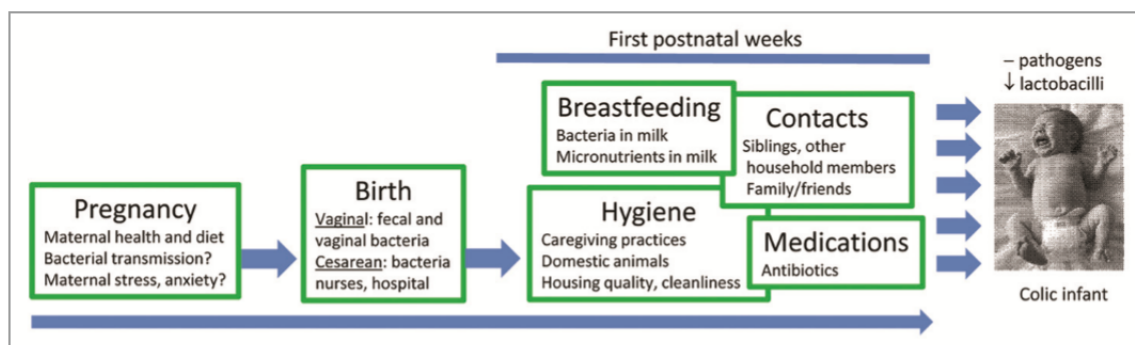 First postnatal weeks
– pathogens
↓ lactobacilli
Pregnancy
Maternal health and diet
Bacterial transmission?
Maternal stress, anxiety?
Birth
Vaginal: fecal and
vaginal bacteria
Cesarean: bacteria
nurses, hospital
Breastfeeding
Bacteria in milk
Micronutrients in milk
Contacts
Siblings, other
household members
Family/friends
Hygiene
Caregiving practices
Domestic animals
Housing quality, cleanliness
Medications
Antibiotics
Colic infant